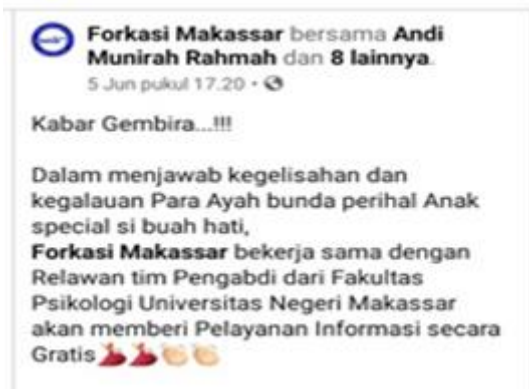 Forkasi Makassar bersama Andi
Munirah Rahmah dan 8 lainnya.
5 Jun pukul 17.20 •
Kabar Gembira...!!!
Dalam menjawab kegelisahan dan
kegalauan Para Ayah bunda perihal Anak
special si buah hati,
Forkasi Makassar bekerja sama dengan
Relawan tim Pengabdi dari Fakultas
Psikologi Universitas Negeri Makassar
akan memberi Pelayanan Informasi secara
Gratis💃💃👏🏻👏🏻